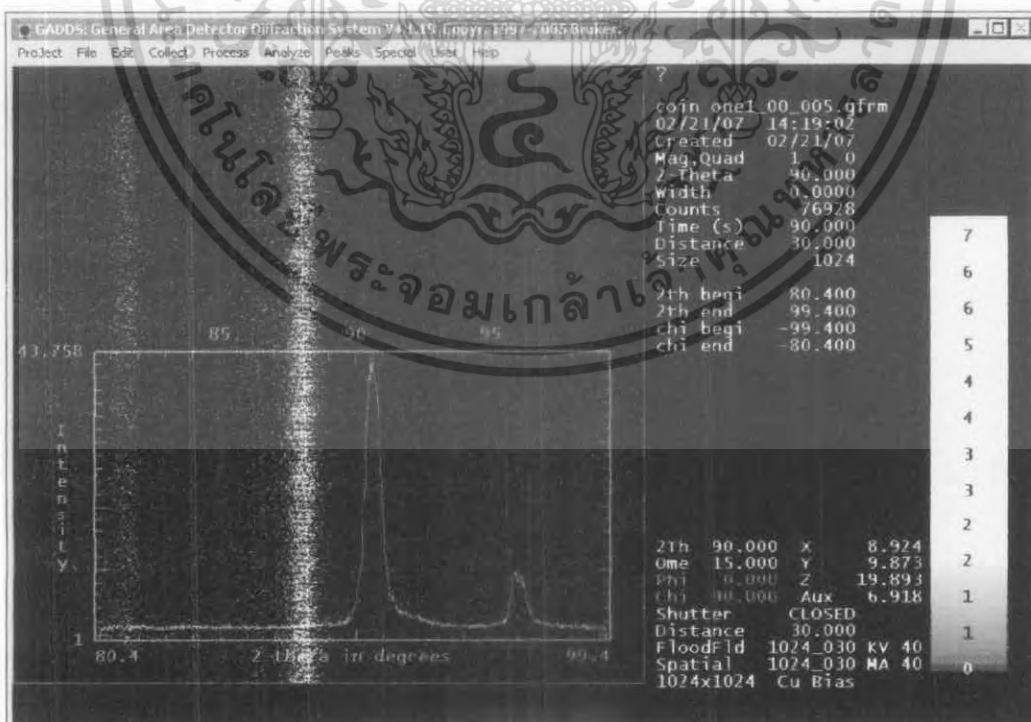 GADDS: General Area Detector Diffraction System V4.1.19 Copyr. 1997-2005 Bruker
Project File Edit Collect Process Analyze Peaks Special User Help
?
coin one1_00_005.gfrm
02/21/07 14:19:02
Created 02/21/07
Mag,Quad 1 0
2-Theta 90.000
Width 0.0000
Counts 76928
Time (s) 90.000
Distance 30.000
Size 1024
2th begi 80.400
2th end 99.400
chi begi -99.400
chi end -80.400
85 90 95
43.758
Intensity
1
80.4 2-theta in degrees 99.4
2Th 90.000 X 8.924
Ome 15.000 Y 9.873
Phi 0.000 Z 19.893
Chi 90.000 Aux 6.918
Shutter CLOSED
Distance 30.000
FloodFld 1024_030 KV 40
Spatial 1024_030 MA 40
1024x1024 Cu Bias
7
6
6
5
4
4
3
3
2
2
1
1
0
คโนโลยีพระจอมเกล้าเจ้าคุณทหาร